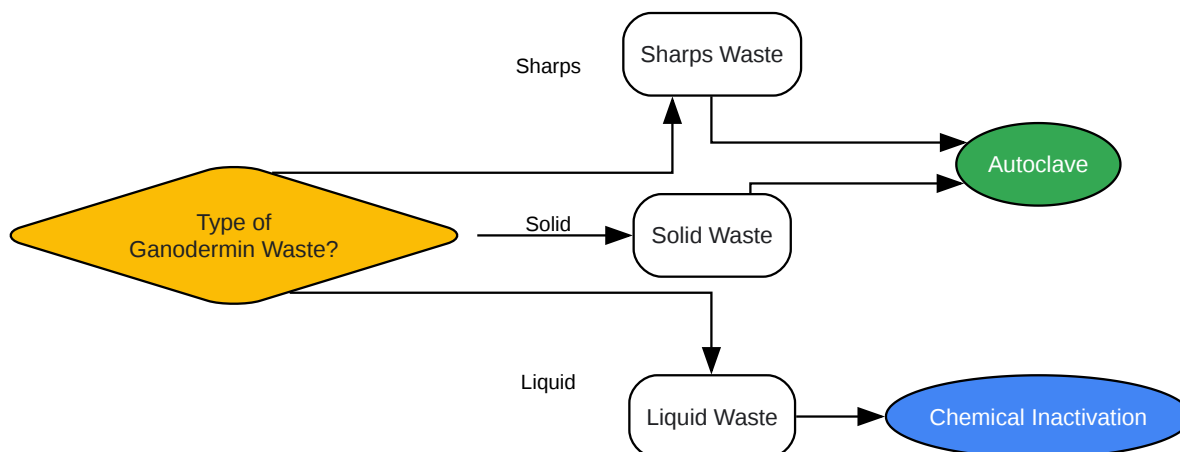 Sharps
Sharps Waste
Autoclave
Type of
Ganodermin Waste?
Solid
Solid Waste
Liquid
Liquid Waste
Chemical Inactivation